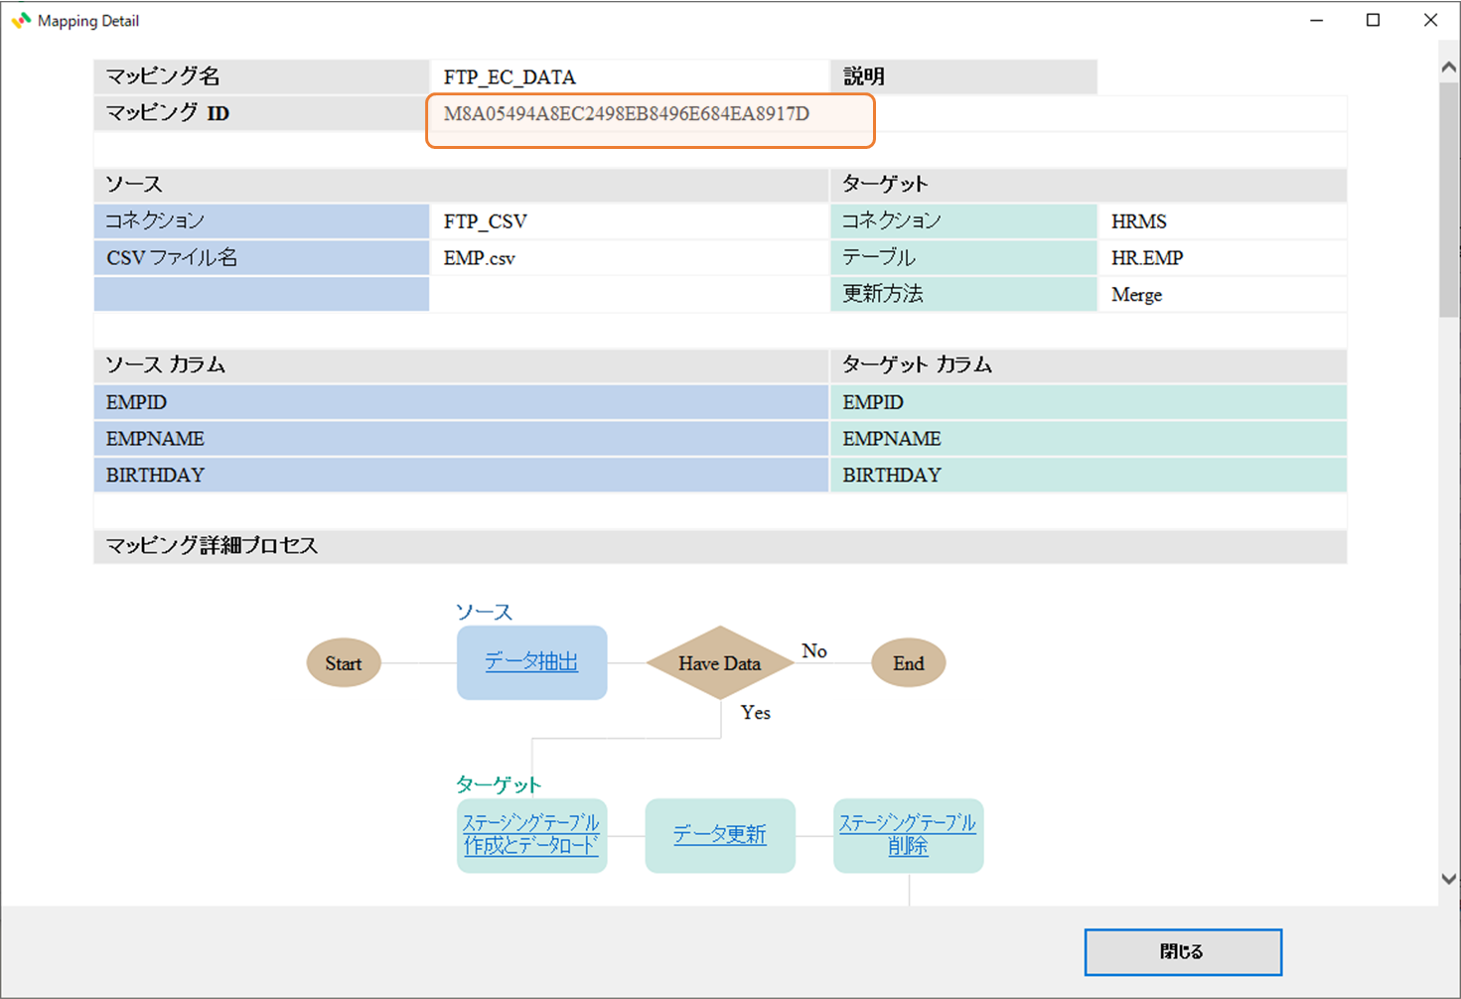 Mapping Detail
マッピング名 FTP_EC_DATA 説明
マッピング ID M8A05494A8EC2498EB8496E684EA8917D
ソース ターゲット
コネクション FTP_CSV コネクション HRMS
CSV ファイル名 EMP.csv テーブル HR.EMP
更新方法 Merge
ソース カラム ターゲット カラム
EMPID EMPID
EMPNAME EMPNAME
BIRTHDAY BIRTHDAY
マッピング詳細プロセス
ソース
Start データ抽出 Have Data No End
Yes
ターゲット
ステージングテーブル
作成とデータロード
データ更新
ステージングテーブル
削除
閉じる